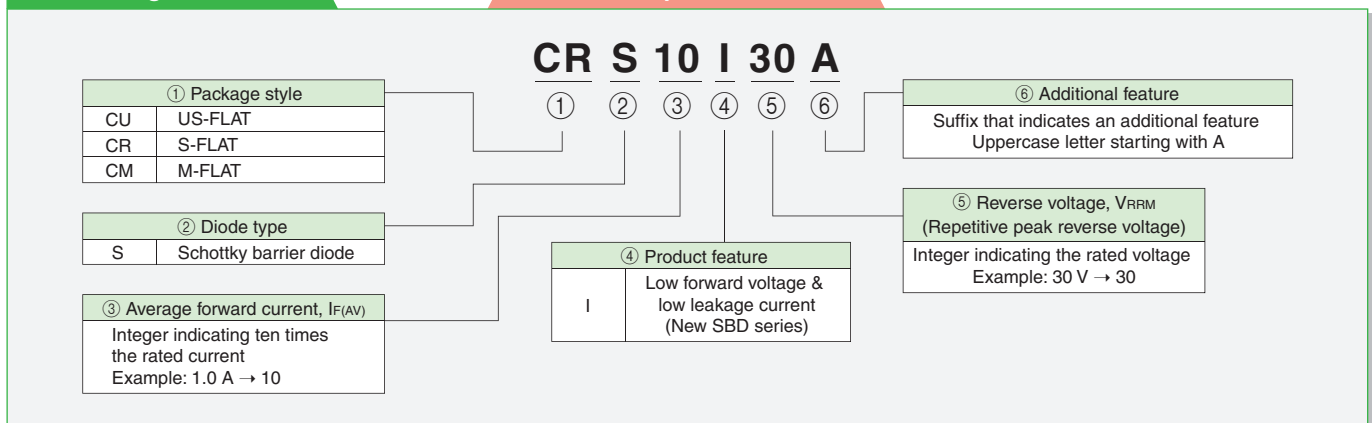 CR S 10 I 30 A
① ② ③ ④ ⑤ ⑥
① Package style
CU US-FLAT
CR S-FLAT
CM M-FLAT
② Diode type
S Schottky barrier diode
③ Average forward current, IF(AV)
Integer indicating ten times
the rated current
Example: 1.0 A → 10
④ Product feature
I Low forward voltage &
low leakage current
(New SBD series)
⑥ Additional feature
Suffix that indicates an additional feature
Uppercase letter starting with A
⑤ Reverse voltage, VRRM
(Repetitive peak reverse voltage)
Integer indicating the rated voltage
Example: 30 V → 30